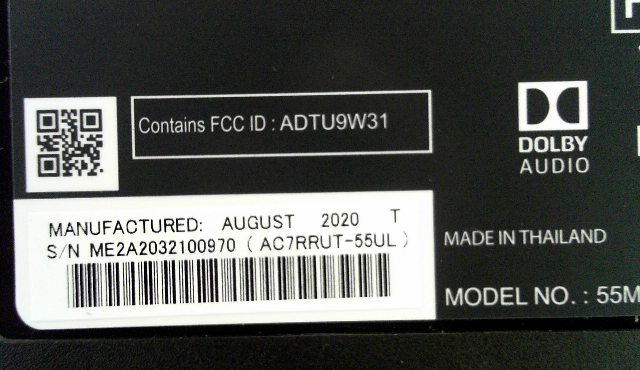 Contains FCC ID : ADTU9W31
DOLBY
AUDIO
MANUFACTURED: AUGUST 2020 T
S/N ME2A2032100970 ( AC7RRUT-55UL )
MADE IN THAILAND
MODEL NO. : 55M